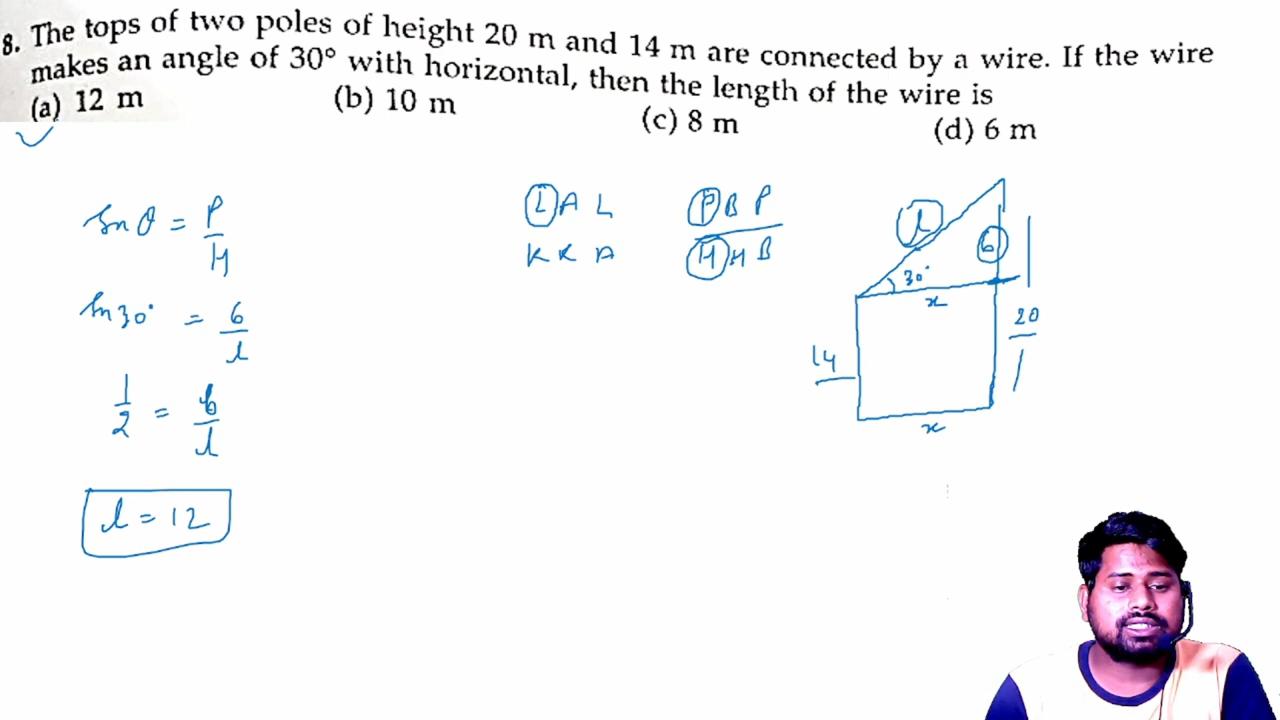 8. The tops of two poles of height 20 m and 14 m are connected by a wire. If the wire
makes an angle of 30° with horizontal, then the length of the wire is
(a) 12 m (b) 10 m (c) 8 m (d) 6 m
sin θ = P/H
L A L
K K A
P B P
H H B
sin 30° = 6/l
1/2 = 6/l
l = 12
l
6
30°
x
20
14
x